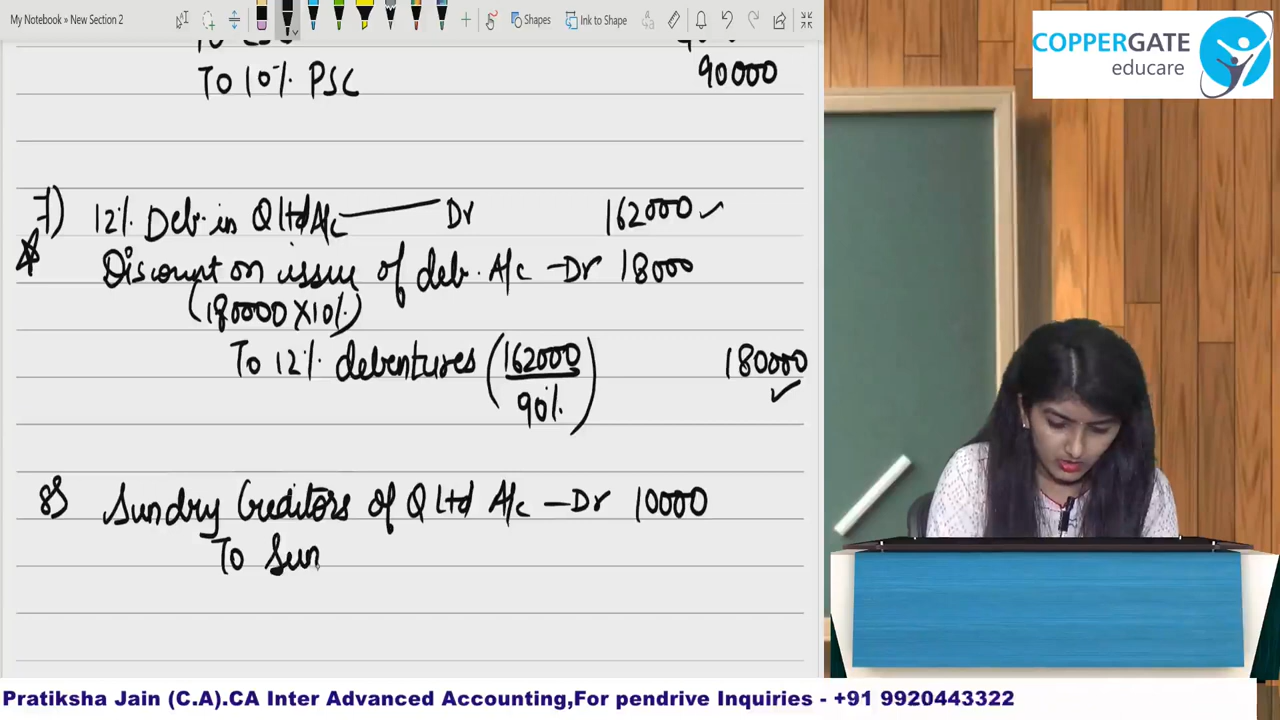 My Notebook » New Section 2
Shapes
Ink to Shape
COPPERGATE
educare
To 10% PSC 90000
7) 12% Deb. in Q Ltd A/c Dr 162000 ✓
Discount on issue of deb. A/c - Dr 18000
(180000 X 10%)
To 12% debentures (162000 / 90%) 180000 ✓
8) Sundry Creditors of Q Ltd A/c - Dr 10000
To Sun
Pratiksha Jain (C.A).CA Inter Advanced Accounting,For pendrive Inquiries - +91 9920443322